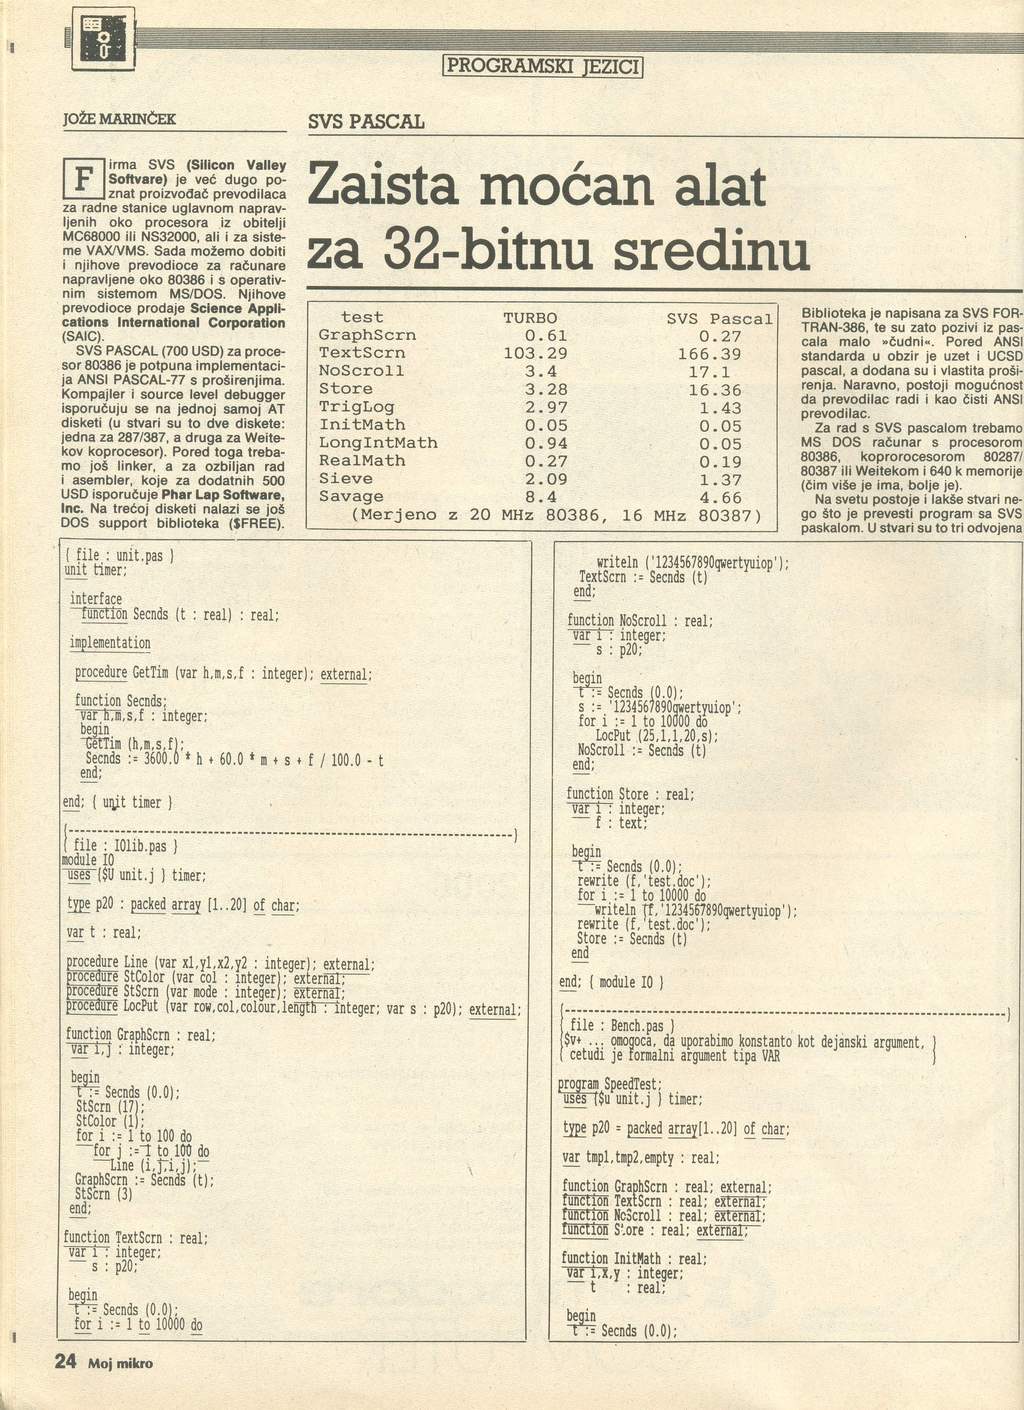 PROGRAMSKI JEZICI
JOŽE MARINČEK
SVS PASCAL
Zaista moćan alat
za 32-bitnu sredinu
Firma SVS (Silicon Valley
Softvare) je već dugo po-
znat proizvođač prevodilaca
za radne stanice uglavnom naprav-
ljenih oko procesora iz obitelji
MC68000 ili NS32000, ali i za siste-
me VAX/VMS. Sada možemo dobiti
i njihove prevodioce za računare
napravljene oko 80386 i s operativ-
nim sistemom MS/DOS. Njihove
prevodioce prodaje Science Appli-
cations International Corporation
(SAIC).
SVS PASCAL (700 USD) za proce-
sor 80386 je potpuna implementaci-
ja ANSI PASCAL-77 s proširenjima.
Kompajler i source level debugger
isporučuju se na jednoj samoj AT
disketi (u stvari su to dve diskete:
jedna za 287/387, a druga za Weite-
kov koprocesor). Pored toga treba-
mo još linker, a za ozbiljan rad
i asembler, koje za dodatnih 500
USD isporučuje Phar Lap Software,
Inc. Na trećoj disketi nalazi se još
DOS support biblioteka ($FREE).
test TURBO SVS Pascal
GraphScrn 0.61 0.27
TextScrn 103.29 166.39
NoScroll 3.4 17.1
Store 3.28 16.36
TrigLog 2.97 1.43
InitMath 0.05 0.05
LongIntMath 0.94 0.05
RealMath 0.27 0.19
Sieve 2.09 1.37
Savage 8.4 4.66
(Merjeno z 20 MHz 80386, 16 MHz 80387)
Biblioteka je napisana za SVS FOR-
TRAN-386, te su zato pozivi iz pas-
cala malo »čudni«. Pored ANSI
standarda u obzir je uzet i UCSD
pascal, a dodana su i vlastita proši-
renja. Naravno, postoji mogućnost
da prevodilac radi i kao čisti ANSI
prevodilac.
Za rad s SVS pascalom trebamo
MS DOS računar s procesorom
80386, koprorocesorom 80287/
80387 ili Weitekom i 640 k memorije
(čim više je ima, bolje je).
Na svetu postoje i lakše stvari ne-
go što je prevesti program sa SVS
paskalom. U stvari su to tri odvojena
{ file : unit.pas }
unit timer;
interface
function Secnds (t : real) : real;
implementation
procedure GetTim (var h,m,s,f : integer); external;
function Secnds;
var h,m,s,f : integer;
begin
GetTim (h,m,s,f);
Secnds := 3600.0 * h + 60.0 * m + s + f / 100.0 - t
end;
end; { unit timer }
{------------------------------------------------------------------}
{ file : IOlib.pas }
module IO
uses {$U unit.j } timer;
type p20 : packed array [1..20] of char;
var t : real;
procedure Line (var x1,y1,x2,y2 : integer); external;
procedure StColor (var col : integer); external;
procedure StScrn (var mode : integer); external;
procedure LocPut (var row,col,colour,length : integer; var s : p20); external;
function GraphScrn : real;
var i,j : integer;
begin
t := Secnds (0.0);
StScrn (17);
StColor (1);
for i := 1 to 100 do
for j := 1 to 100 do
Line (i,j,i,j);
GraphScrn := Secnds (t);
StScrn (3)
end;
function TextScrn : real;
var i : integer;
s : p20;
begin
t := Secnds (0.0);
for i := 1 to 10000 do
writeln ('1234567890qwertyuiop');
TextScrn := Secnds (t)
end;
function NoScroll : real;
var i : integer;
s : p20;
begin
t := Secnds (0.0);
s := '1234567890qwertyuiop';
for i := 1 to 10000 do
LocPut (25,1,1,20,s);
NoScroll := Secnds (t)
end;
function Store : real;
var i : integer;
f : text;
begin
t := Secnds (0.0);
rewrite (f,'test.doc');
for i := 1 to 10000 do
writeln (f,'1234567890qwertyuiop');
rewrite (f,'test.doc');
Store := Secnds (t)
end
end; { module IO }
{------------------------------------------------------------------}
{ file : Bench.pas }
{$v+ ... omogoca, da uporabimo konstanto kot dejanski argument, }
{ cetudi je formalni argument tipa VAR }
program SpeedTest;
uses {$u unit.j } timer;
type p20 = packed array[1..20] of char;
var tmp1,tmp2,empty : real;
function GraphScrn : real; external;
function TextScrn : real; external;
function NoScroll : real; external;
function Store : real; external;
function InitMath : real;
var i,x,y : integer;
t : real;
begin
t := Secnds (0.0);
24 Moj mikro